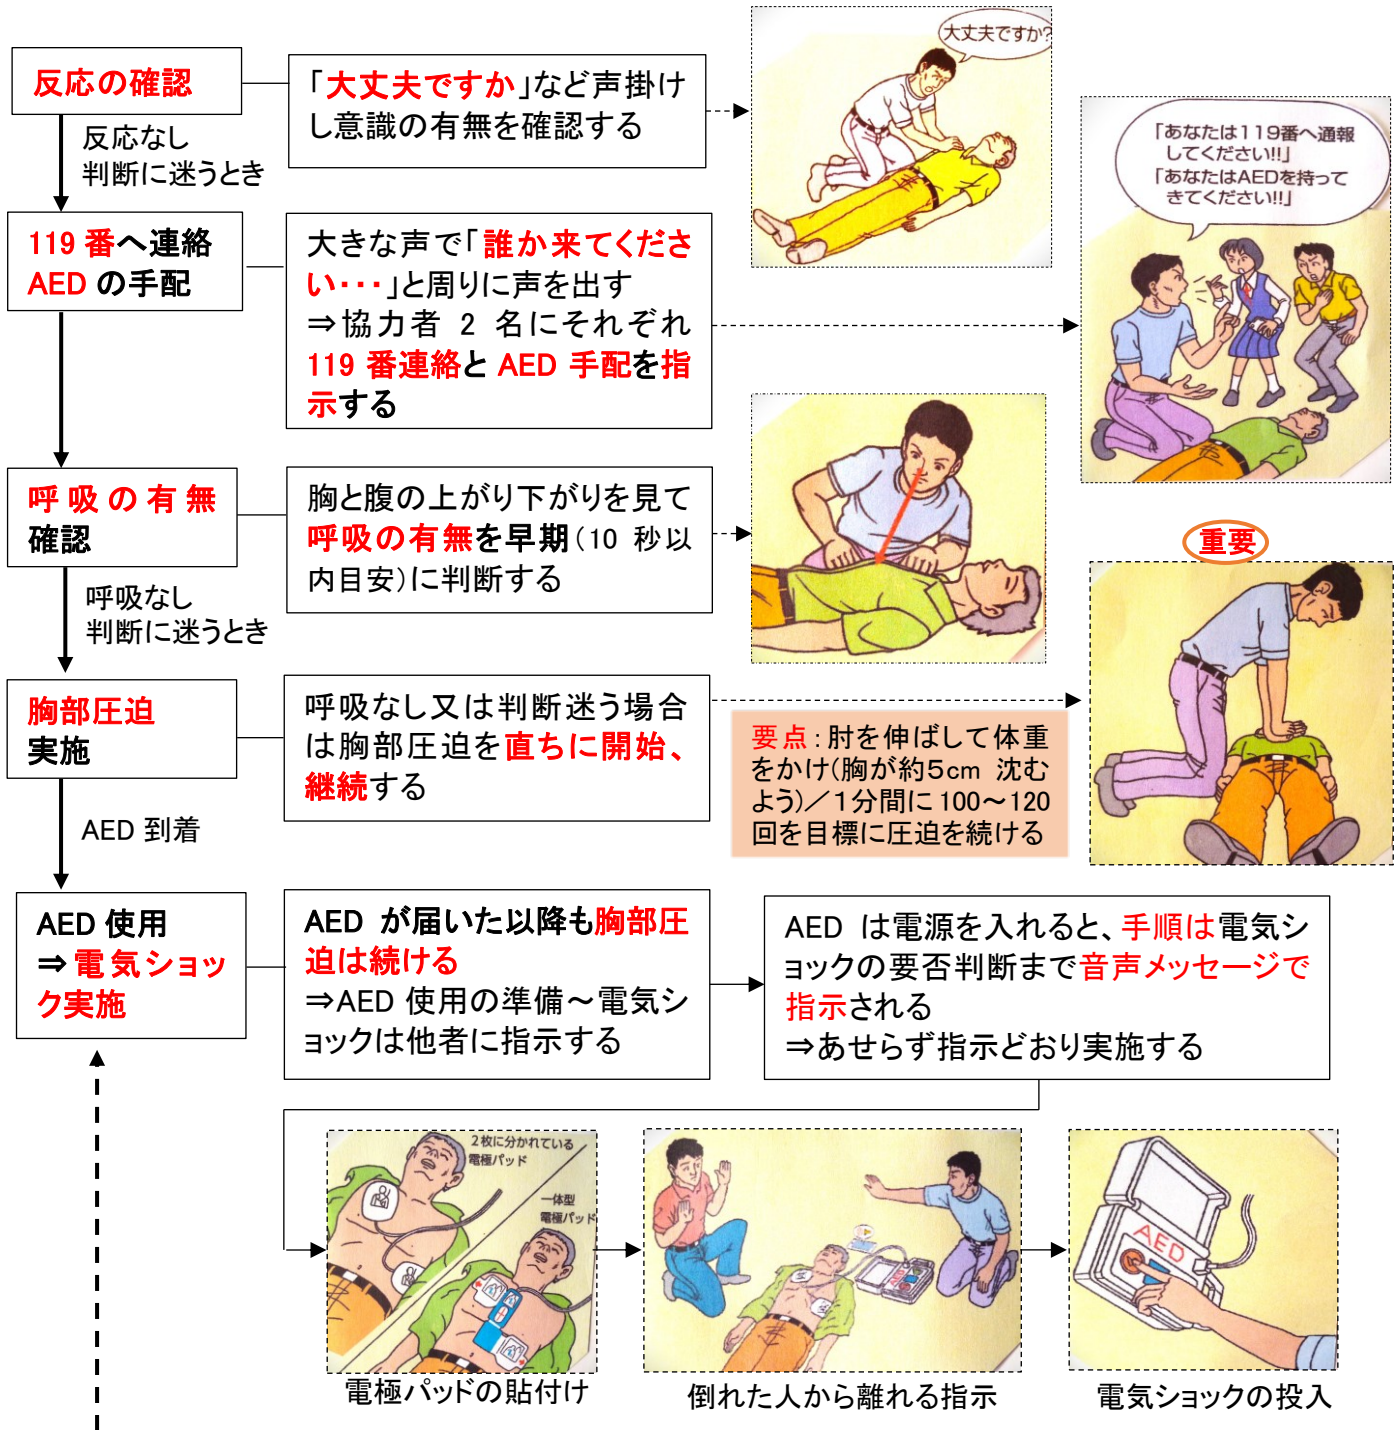 反応の確認
「大丈夫ですか」など声掛け
し意識の有無を確認する
大丈夫ですか?
反応なし
判断に迷うとき
「あなたは119番へ通報
してください!!」
「あなたはAEDを持って
きてください!!」
119 番へ連絡
AED の手配
大きな声で「誰か来てくださ
い・・・」と周りに声を出す
⇒協力者 2 名にそれぞれ
119 番連絡と AED 手配を指
示する
呼吸の有無
確認
胸と腹の上がり下がりを見て
呼吸の有無を早期(10 秒以
内目安)に判断する
重要
呼吸なし
判断に迷うとき
胸部圧迫
実施
呼吸なし又は判断迷う場合
は胸部圧迫を直ちに開始、
継続する
要点:肘を伸ばして体重
をかけ(胸が約5cm 沈む
よう)/1分間に 100～120
回を目標に圧迫を続ける
AED 到着
AED 使用
⇒電気ショッ
ク実施
AED が届いた以降も胸部圧
迫は続ける
⇒AED 使用の準備～電気シ
ョックは他者に指示する
AED は電源を入れると、手順は電気シ
ョックの要否判断まで音声メッセージで
指示される
⇒あせらず指示どおり実施する
2枚に分かれている
電極パッド
一体型
電極パッド
AED
電極パッドの貼付け
倒れた人から離れる指示
電気ショックの投入